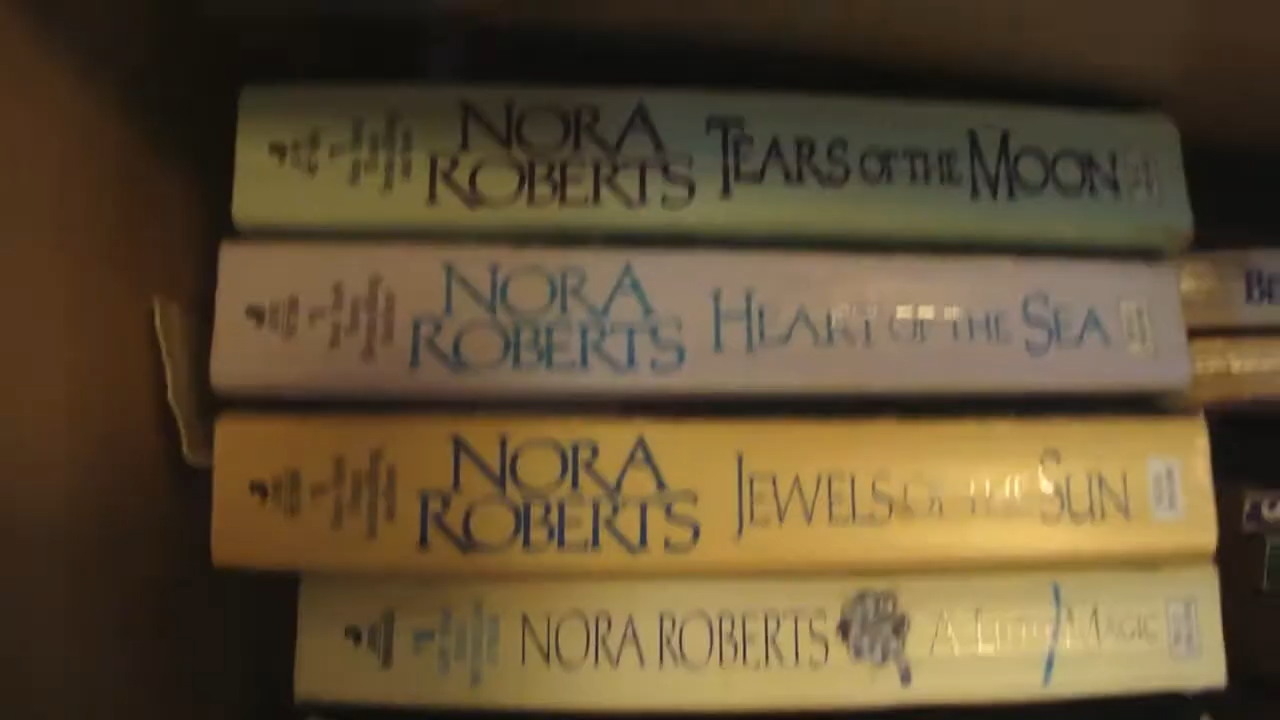 NORA
ROBERTS
TEARS OF THE MOON
NORA
ROBERTS
HEART OF THE SEA
NORA
ROBERTS
JEWELS OF THE SUN
NORA ROBERTS
A LITTLE MAGIC